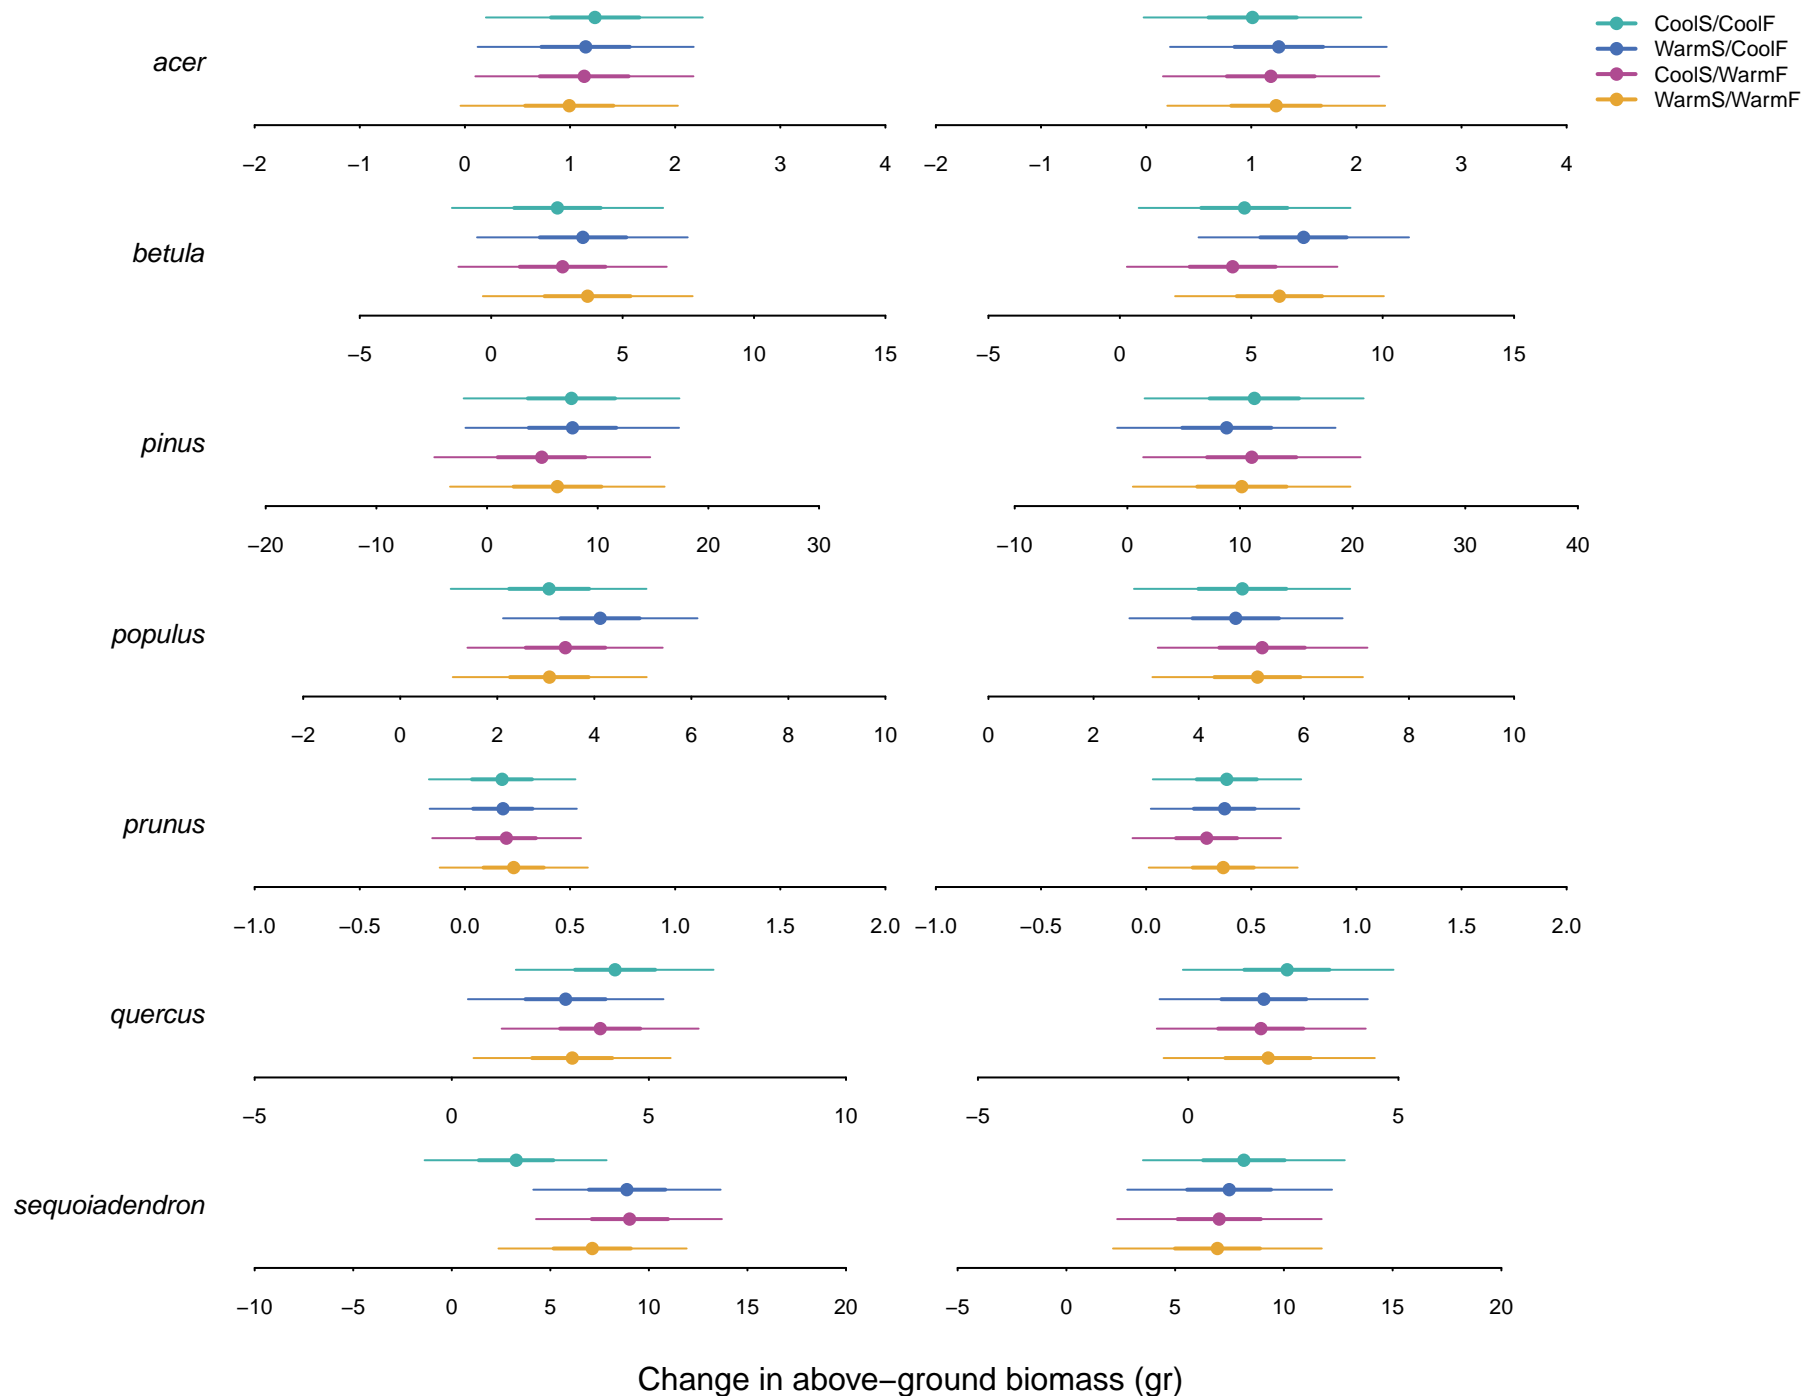 CoolS/CoolF
WarmS/CoolF
CoolS/WarmF
WarmS/WarmF
acer
−2 −1 0 1 2 3 4
−2 −1 0 1 2 3 4
betula
−5 0 5 10 15
−5 0 5 10 15
pinus
−20 −10 0 10 20 30
−10 0 10 20 30 40
populus
−2 0 2 4 6 8 10
0 2 4 6 8 10
prunus
−1.0 −0.5 0.0 0.5 1.0 1.5 2.0
−1.0 −0.5 0.0 0.5 1.0 1.5 2.0
quercus
−5 0 5 10
−5 0 5
sequoiadendron
−10 −5 0 5 10 15 20
−5 0 5 10 15 20
Change in above−ground biomass (gr)